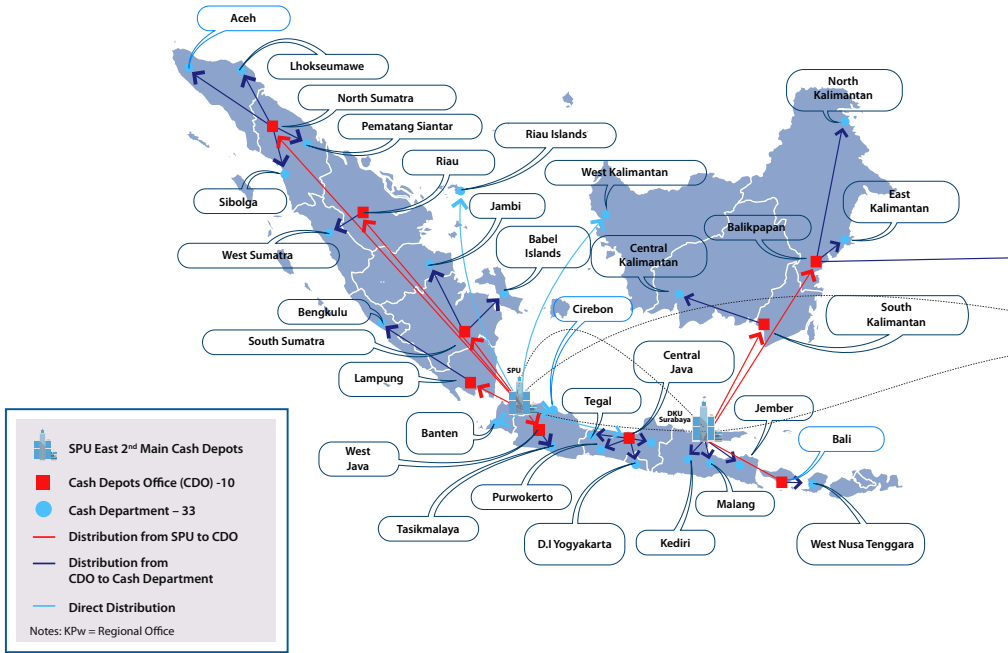 Aceh
Lhokseumawe
North Sumatra
Pematang Siantar
Riau Islands
North
Kalimantan
Riau
West Kalimantan
Sibolga
Jambi
East
Kalimantan
West Sumatra
Babel
Islands
Central
Kalimantan
Balikpapan
Bengkulu
Cirebon
South
Kalimantan
South Sumatra
Central
Java
Lampung
SPU
Tegal
DKU
Surabaya
Jember
Banten
West
Java
Bali
Purwokerto
Malang
Tasikmalaya
D.I Yogyakarta
Kediri
West Nusa Tenggara
SPU East 2nd Main Cash Depots
Cash Depots Office (CDO) -10
Cash Department – 33
Distribution from SPU to CDO
Distribution from
CDO to Cash Department
Direct Distribution
Notes: KPw = Regional Office